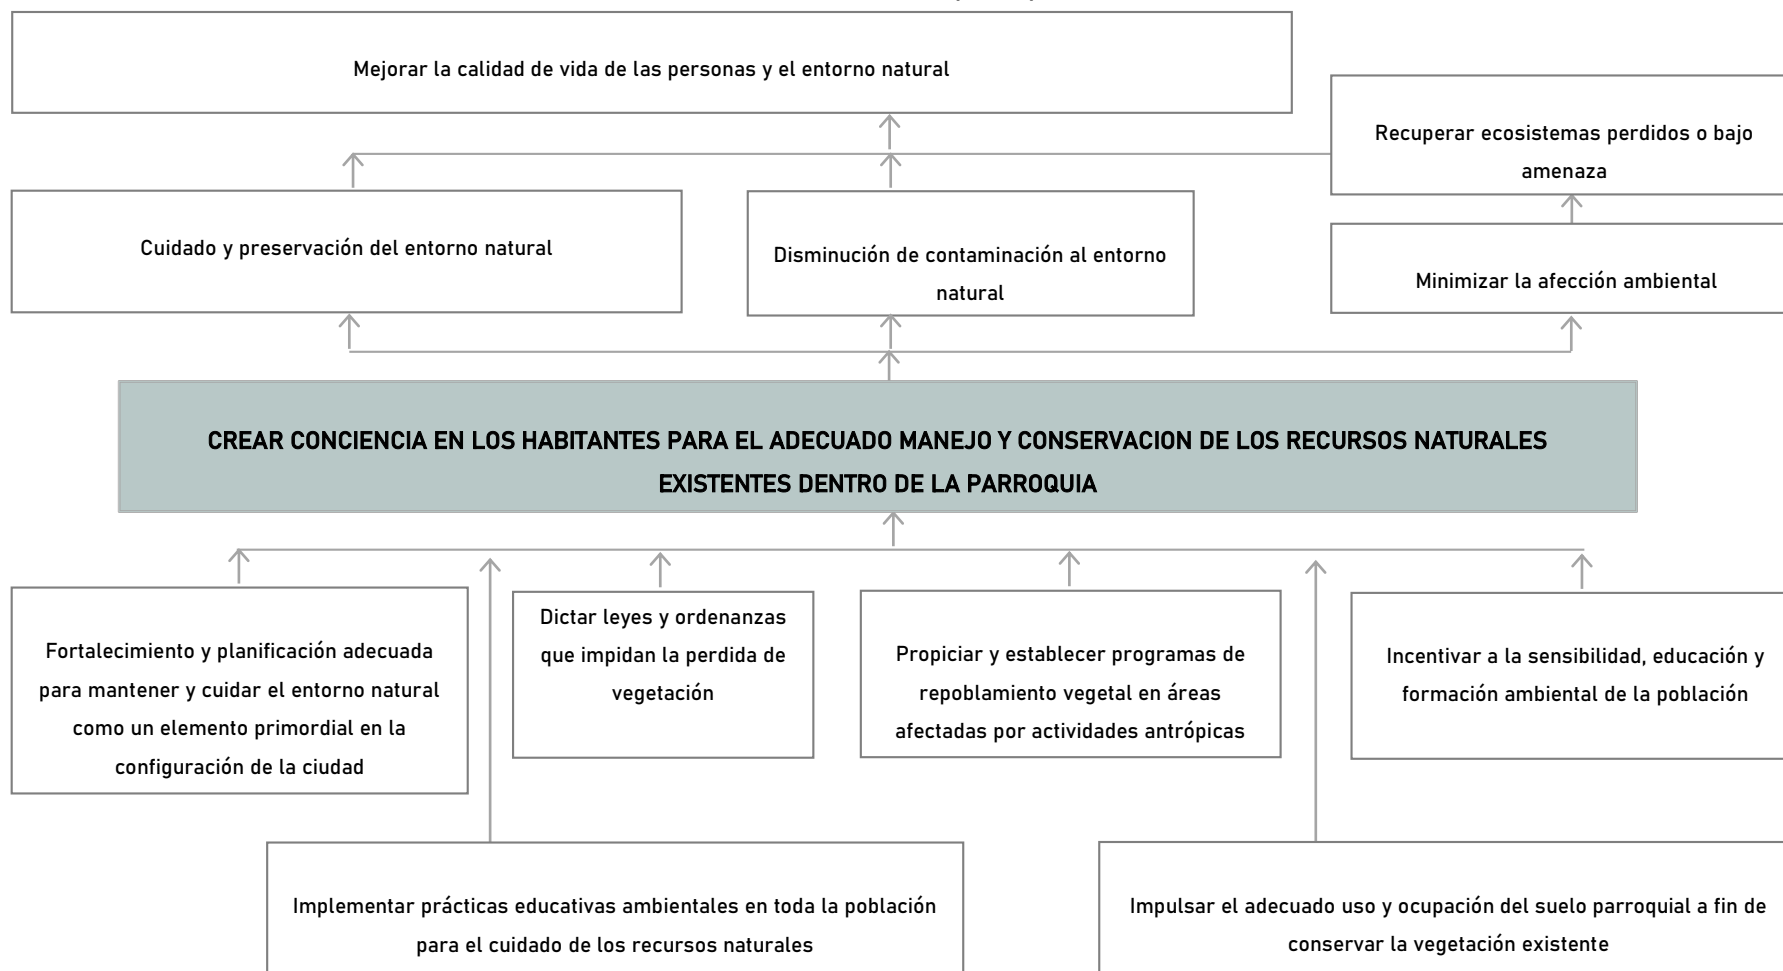 Mejorar la calidad de vida de las personas y el entorno natural
Recuperar ecosistemas perdidos o bajo
amenaza
Cuidado y preservación del entorno natural
Disminución de contaminación al entorno
natural
Minimizar la afección ambiental
CREAR CONCIENCIA EN LOS HABITANTES PARA EL ADECUADO MANEJO Y CONSERVACION DE LOS RECURSOS NATURALES
EXISTENTES DENTRO DE LA PARROQUIA
Fortalecimiento y planificación adecuada
para mantener y cuidar el entorno natural
como un elemento primordial en la
configuración de la ciudad
Dictar leyes y ordenanzas
que impidan la perdida de
vegetación
Propiciar y establecer programas de
repoblamiento vegetal en áreas
afectadas por actividades antrópicas
Incentivar a la sensibilidad, educación y
formación ambiental de la población
Implementar prácticas educativas ambientales en toda la población
para el cuidado de los recursos naturales
Impulsar el adecuado uso y ocupación del suelo parroquial a fin de
conservar la vegetación existente